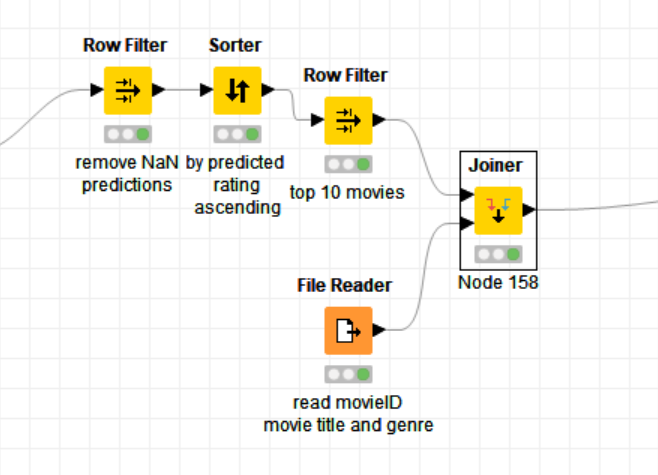 Row Filter
remove NaN
predictions
Sorter
by predicted
rating
ascending
Row Filter
top 10 movies
Joiner
Node 158
File Reader
read movieID
movie title and genre